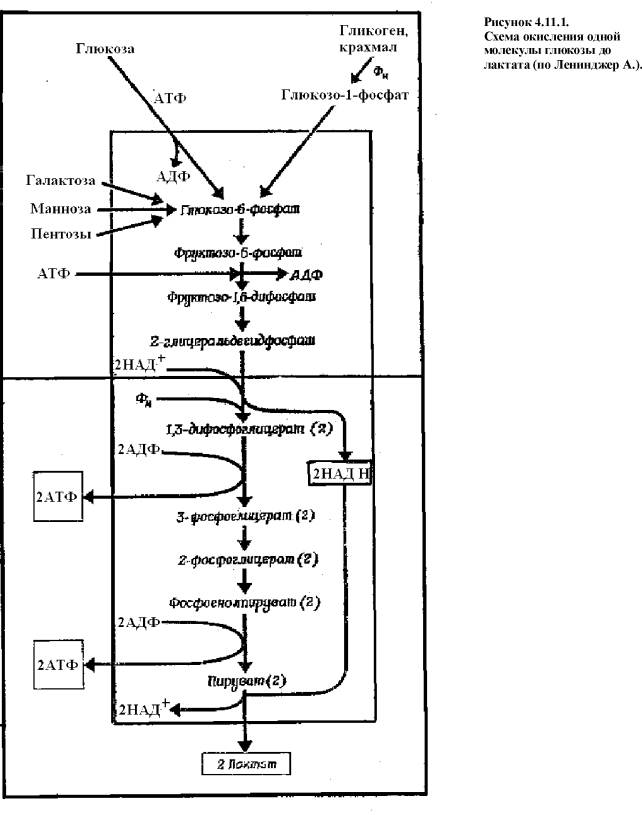 Рисунок 4.11.1.
Схема окисления одной
молекулы глюкозы до
лактата (по Ленинджер А.).
Глюкоза
Гликоген,
крахмал
Фн
АТФ
Глюкозо-1-фосфат
АДФ
Галактоза
Манноза
Пентозы
Глюкозо-6-фосфат
Фруктозо-6-фосфат
АТФ
АДФ
Фруктозо-1,6-дифосфат
2-глицеральдегидфосфат
2НАД+
Фн
1,3-дифосфоглицерат (2)
2АДФ
2НАД Н
2АТФ
3-фосфоглицерат (2)
2-фосфоглицерат (2)
Фосфоенолпируват (2)
2АДФ
2АТФ
Пируват (2)
2НАД+
2 Лактат